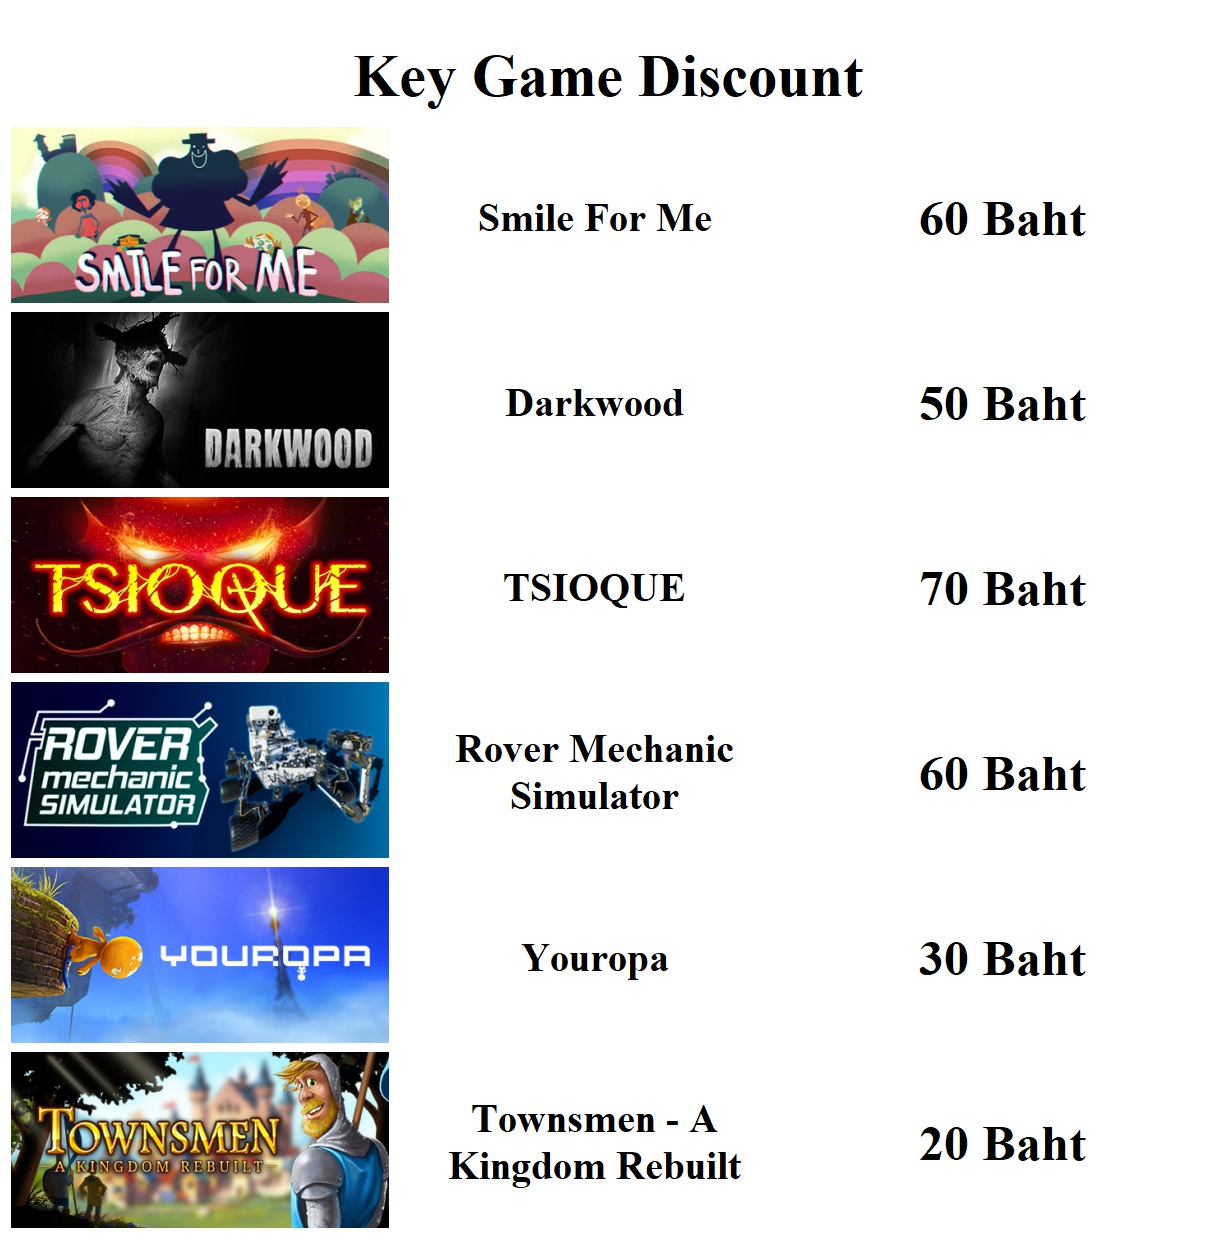 Key Game Discount
SMILE FOR ME
Smile For Me
60 Baht
DARKWOOD
Darkwood
50 Baht
TSIOQUE
TSIOQUE
70 Baht
ROVER
mechanic
SIMULATOR
Rover Mechanic
Simulator
60 Baht
YOUROPA
Youropa
30 Baht
TOWNSMEN
A KINGDOM REBUILT
Townsmen - A
Kingdom Rebuilt
20 Baht